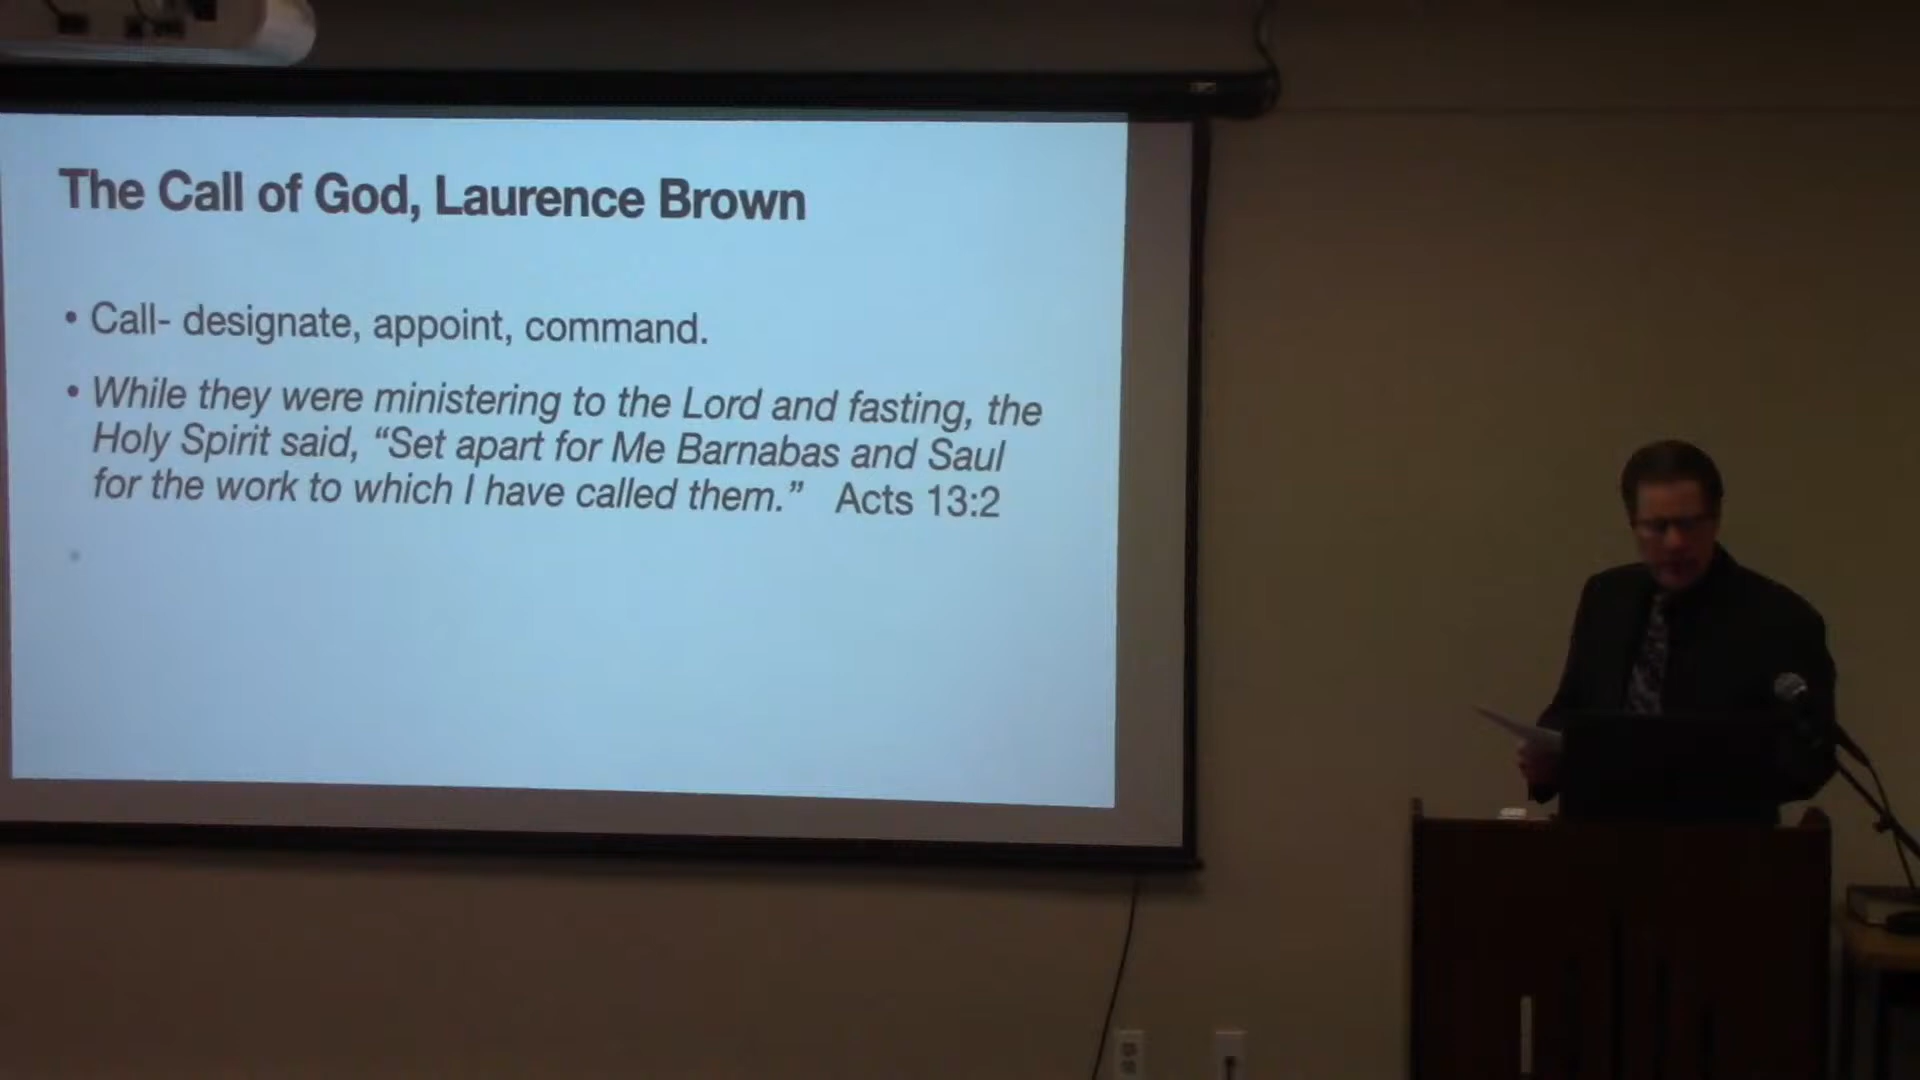 The Call of God, Laurence Brown
• Call- designate, appoint, command.
• While they were ministering to the Lord and fasting, the
Holy Spirit said, “Set apart for Me Barnabas and Saul
for the work to which I have called them.” Acts 13:2